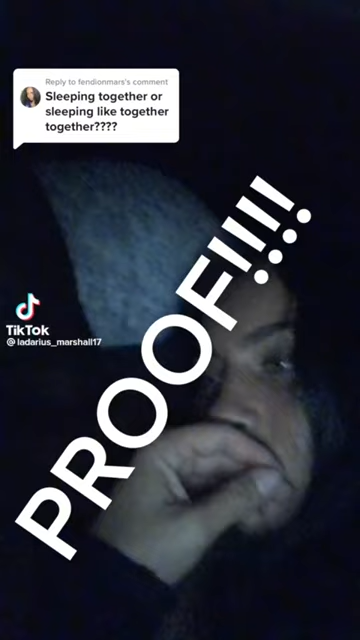 Reply to fendionmars's comment
Sleeping together or
sleeping like together
together????
PROOF!!!!!
TikTok
@ladarius_marshall17